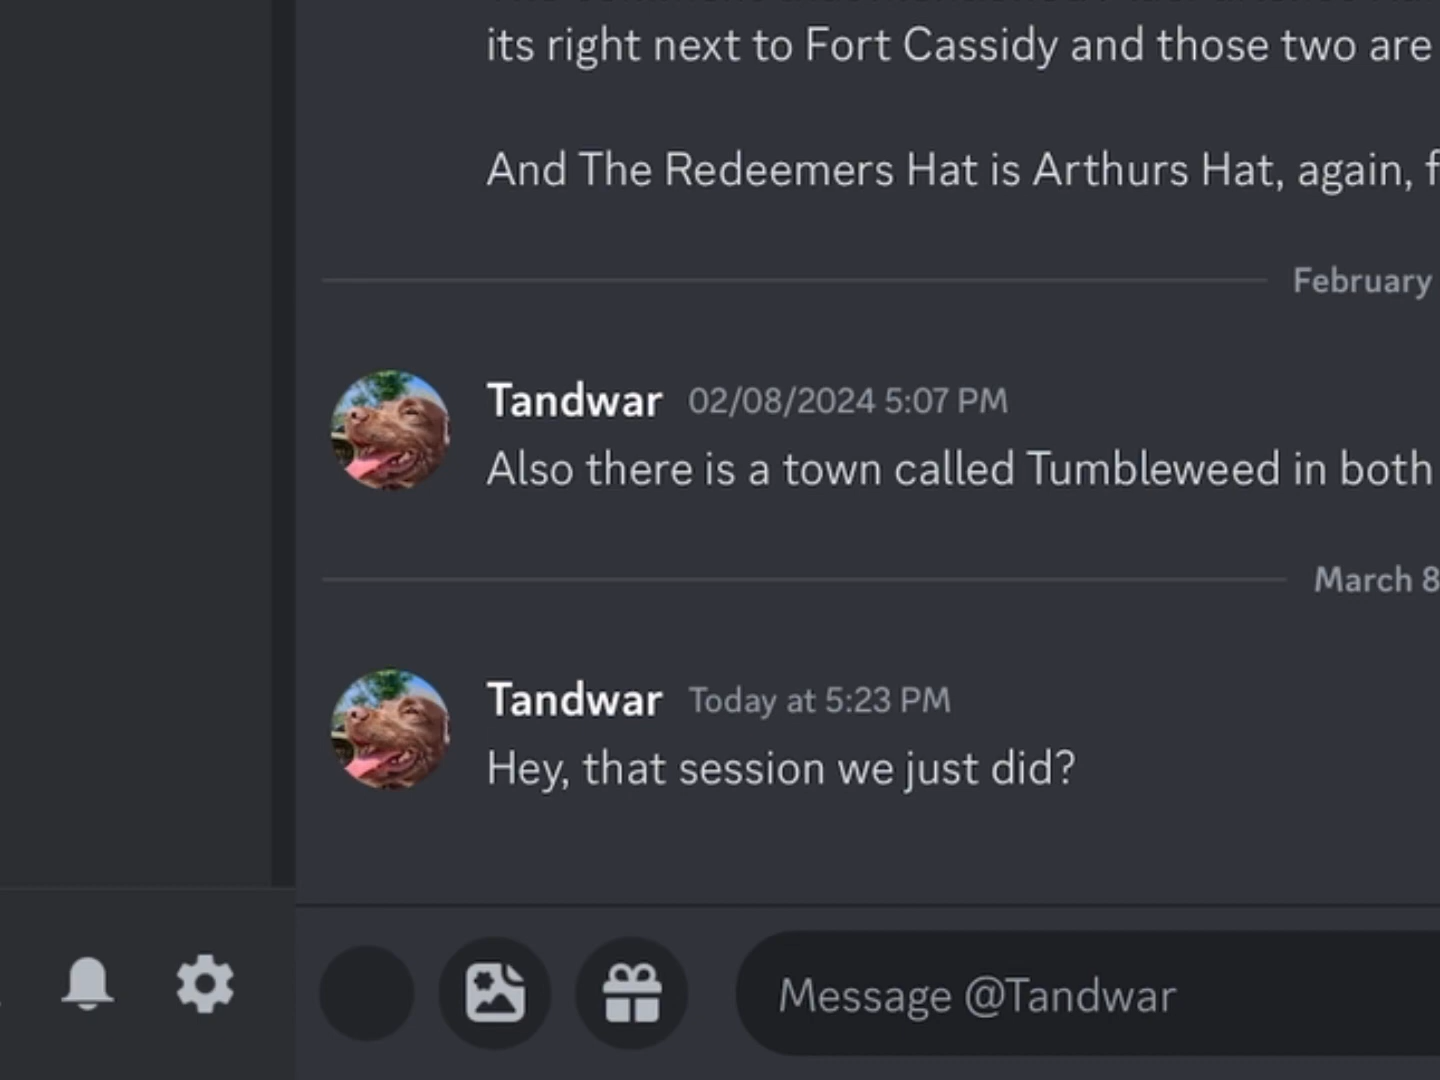 its right next to Fort Cassidy and those two are
And The Redeemers Hat is Arthurs Hat, again,
February
Tandwar 02/08/2024 5:07 PM
Also there is a town called Tumbleweed in both
March 8
Tandwar Today at 5:23 PM
Hey, that session we just did?
Message @Tandwar